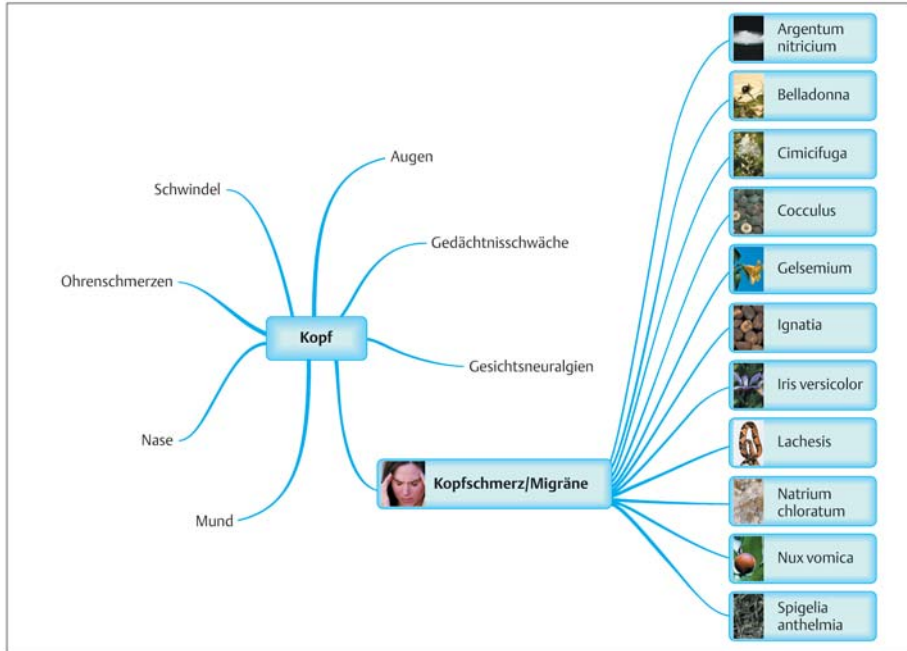 Augen
Schwindel
Gedächtnisschwäche
Ohrenschmerzen
Kopf
Gesichtsneuralgien
Nase
Mund
Kopfschmerz/Migräne
Argentum
nitricium
Belladonna
Cimicifuga
Cocculus
Gelsemium
Ignatia
Iris versicolor
Lachesis
Natrium
chloratum
Nux vomica
Spigelia
anthelmia